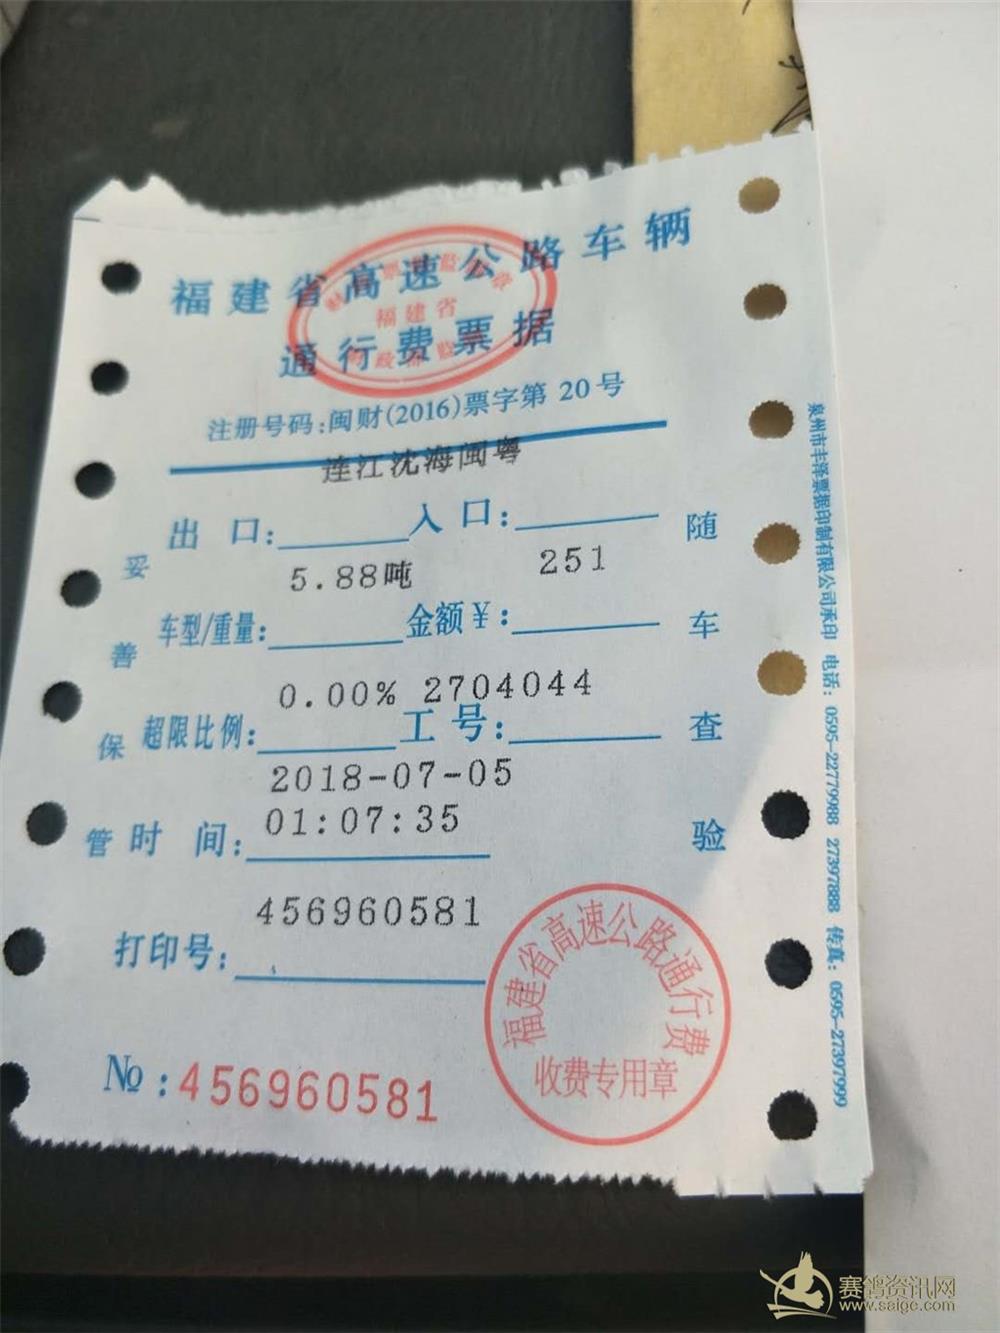 福建省高速公路车辆
通行费票据
福建省
注册号码:闽财(2016)票字第 20号
连江沈海闽粤
出 口: 入 口:
5.88吨 251
车型/重量: 金额￥:
0.00% 2704044
超限比例: 工 号:
2018-07-05
01:07:35
时 间:
456960581
打印号:
№:456960581
妥善保管
随车查验
福建省高速公路通行费
收费专用章
泉州市丰泽票据印制有限公司承印 电话: 0595-22779988 27397888 传真: 0595-27397999
赛鸽资讯网
www.saige.com